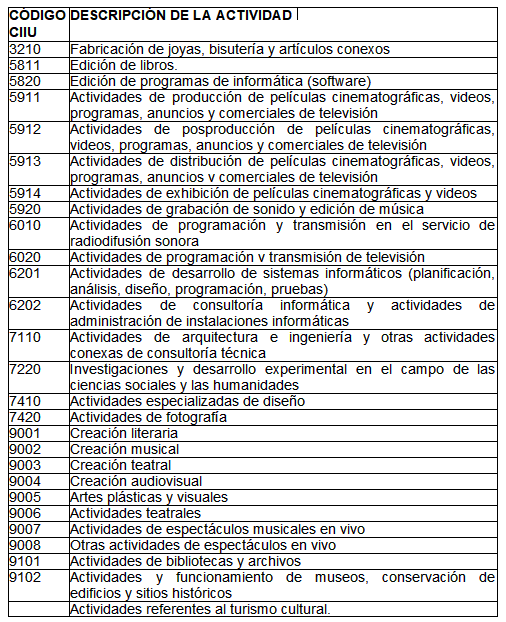 CÓDIGO DESCRIPCIÓN DE LA ACTIVIDAD
CIIU
3210 Fabricación de joyas, bisutería y artículos conexos
5811 Edición de libros.
5820 Edición de programas de informática (software)
5911 Actividades de producción de películas cinematográficas, videos,
programas, anuncios y comerciales de televisión
5912 Actividades de posproducción de películas cinematográficas,
videos, programas, anuncios y comerciales de televisión
5913 Actividades de distribución de películas cinematográficas, videos,
programas, anuncios v comerciales de televisión
5914 Actividades de exhibición de películas cinematográficas y videos
5920 Actividades de grabación de sonido y edición de música
6010 Actividades de programación y transmisión en el servicio de
radiodifusión sonora
6020 Actividades de programación v transmisión de televisión
6201 Actividades de desarrollo de sistemas informáticos (planificación,
análisis, diseño, programación, pruebas)
6202 Actividades de consultoría informática y actividades de
administración de instalaciones informáticas
7110 Actividades de arquitectura e ingeniería y otras actividades
conexas de consultoría técnica
7220 Investigaciones y desarrollo experimental en el campo de las
ciencias sociales y las humanidades
7410 Actividades especializadas de diseño
7420 Actividades de fotografía
9001 Creación literaria
9002 Creación musical
9003 Creación teatral
9004 Creación audiovisual
9005 Artes plásticas y visuales
9006 Actividades teatrales
9007 Actividades de espectáculos musicales en vivo
9008 Otras actividades de espectáculos en vivo
9101 Actividades de bibliotecas y archivos
9102 Actividades y funcionamiento de museos, conservación de
edificios y sitios históricos
Actividades referentes al turismo cultural.